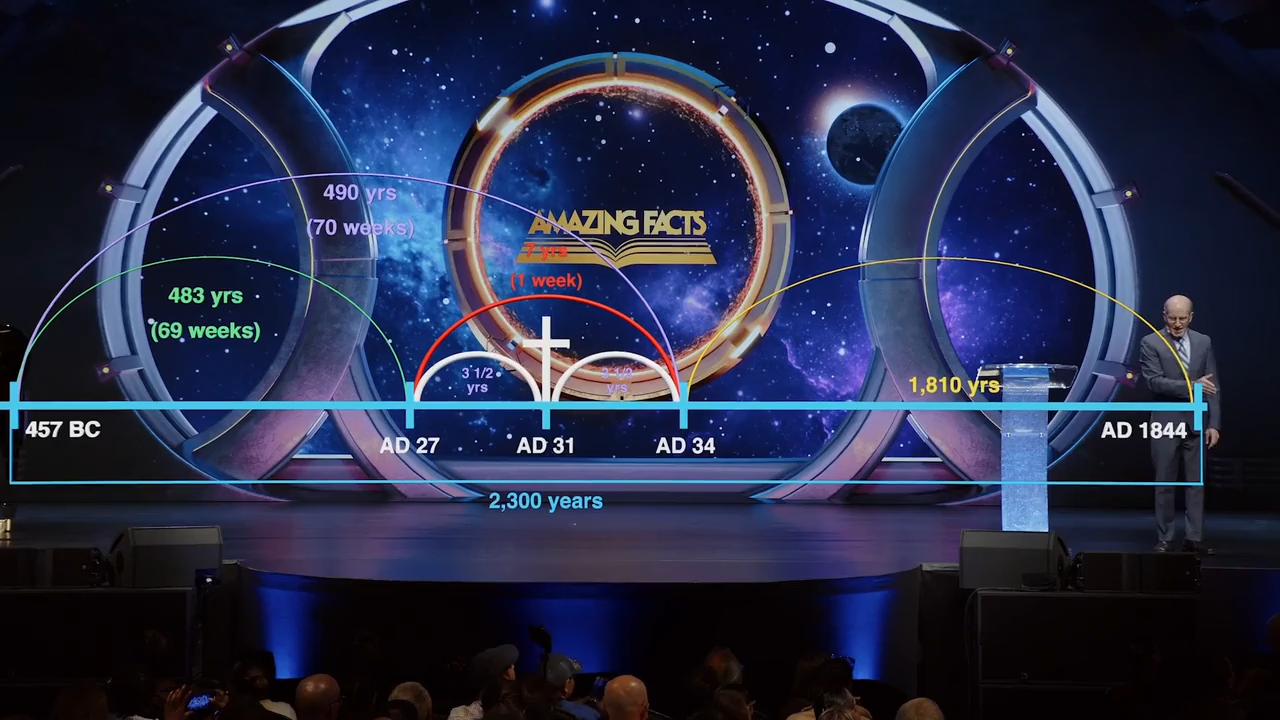 490 yrs
(70 weeks)
AMAZING FACTS
7 yrs
(1 week)
483 yrs
(69 weeks)
3 1/2
yrs
3 1/2
yrs
1,810 yrs
457 BC
AD 27
AD 31
AD 34
AD 1844
2,300 years